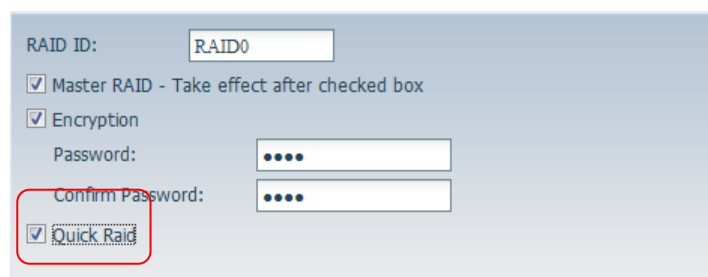 RAID ID: RAID0
Master RAID - Take effect after checked box
Encryption
Password: ••••
Confirm Password: ••••
Quick Raid